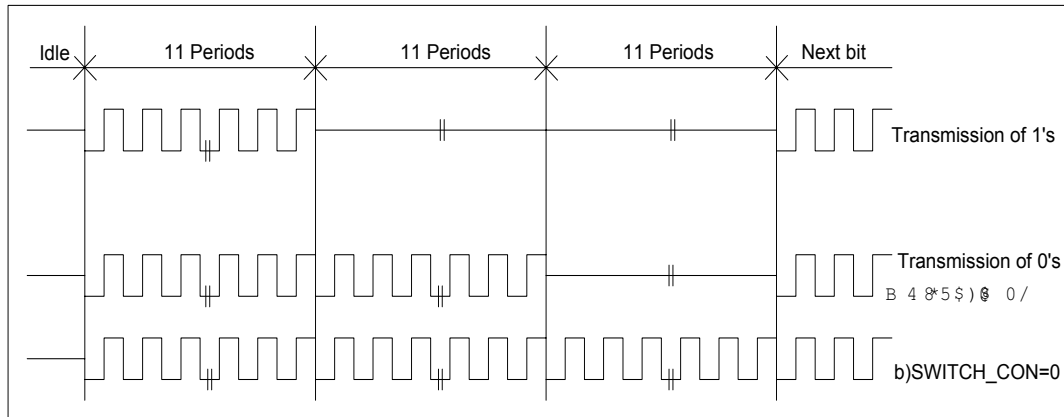 Idle 11 Periods 11 Periods 11 Periods Next bit
Transmission of 1's
Transmission of 0's
b)SWITCH_CON=0